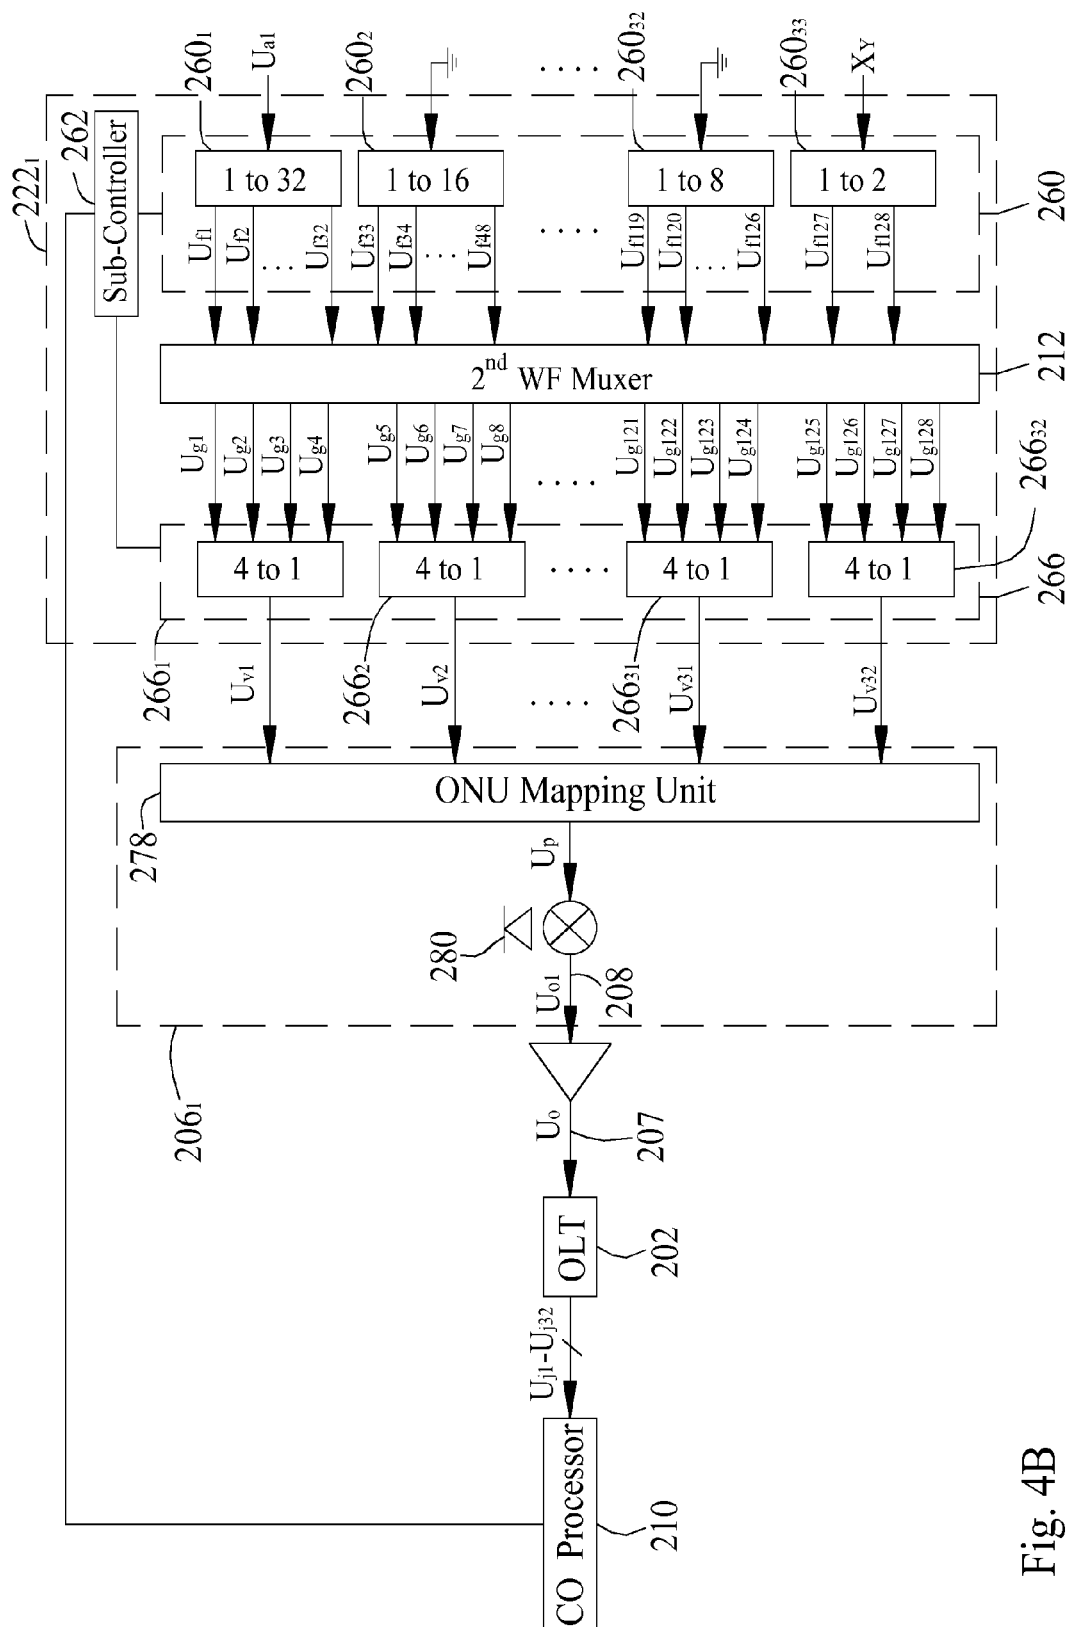 222₁
262
Sub-Controller
260₁
Uₐ₁
260₂
. . . .
260₃₂
260₃₃
X_Y
1 to 32
1 to 16
1 to 8
1 to 2
. . . .
U_f1
U_f2
. . .
U_f32
U_f33
U_f34
. . .
U_f48
U_f119
U_f120
. . .
U_f126
U_f127
U_f128
260
2nd WF Muxer
212
U_g1
U_g2
U_g3
U_g4
U_g5
U_g6
U_g7
U_g8
. . . .
U_g121
U_g122
U_g123
U_g124
U_g125
U_g126
U_g127
U_g128
266₃₂
4 to 1
4 to 1
. . . .
4 to 1
4 to 1
266
266₁
266₂
266₃₁
U_v1
U_v2
. . . .
U_v31
U_v32
278
ONU Mapping Unit
U_p
280
U_o1
208
206₁
U_o
207
OLT
202
U_j1-U_j32
CO Processor
210
Fig. 4B